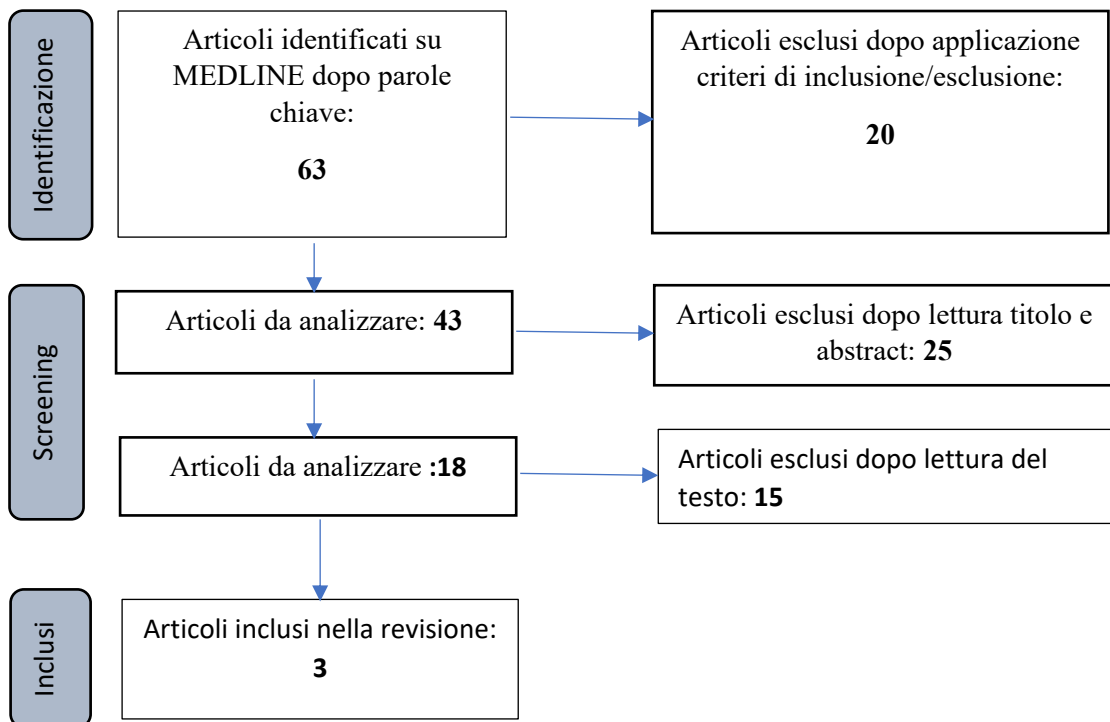 Identificazione
Articoli identificati su
MEDLINE dopo parole
chiave:
63
Articoli esclusi dopo applicazione
criteri di inclusione/esclusione:
20
Screening
Articoli da analizzare: 43
Articoli esclusi dopo lettura titolo e
abstract: 25
Articoli da analizzare :18
Articoli esclusi dopo lettura del
testo: 15
Inclusi
Articoli inclusi nella revisione:
3